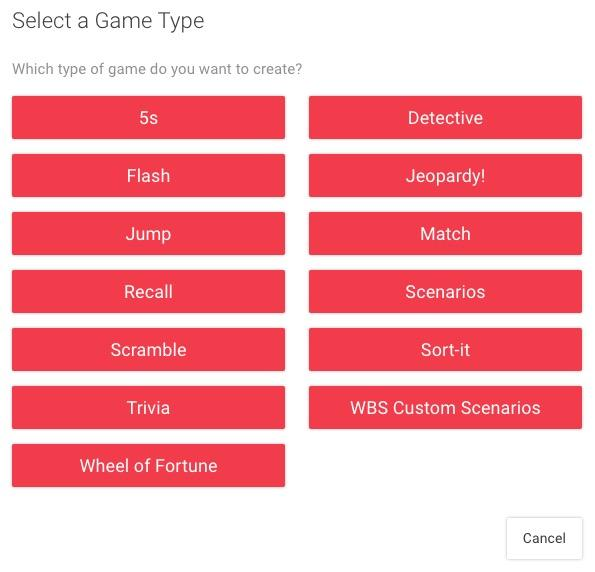 Select a Game Type
Which type of game do you want to create?
5s
Detective
Flash
Jeopardy!
Jump
Match
Recall
Scenarios
Scramble
Sort-it
Trivia
WBS Custom Scenarios
Wheel of Fortune
Cancel